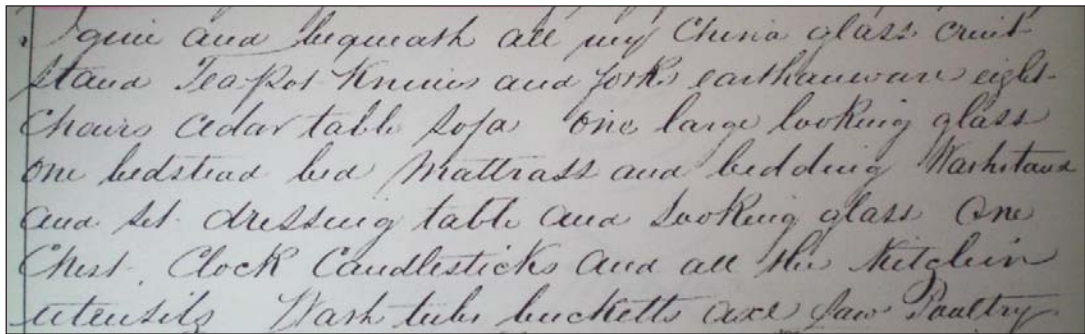 I give and bequeath all my China glass cruit
stand Tea-Pot Knives and forks earthanware eight
Chairs Cedar table Sofa one large looking glass
one bedstead bed Mattrass and bedding Washstand
and set dressing table and Looking glass One
Chest. Clock Candlesticks and all the Kitchin
utensils Wash tubs bucketts axe Saw Poultry